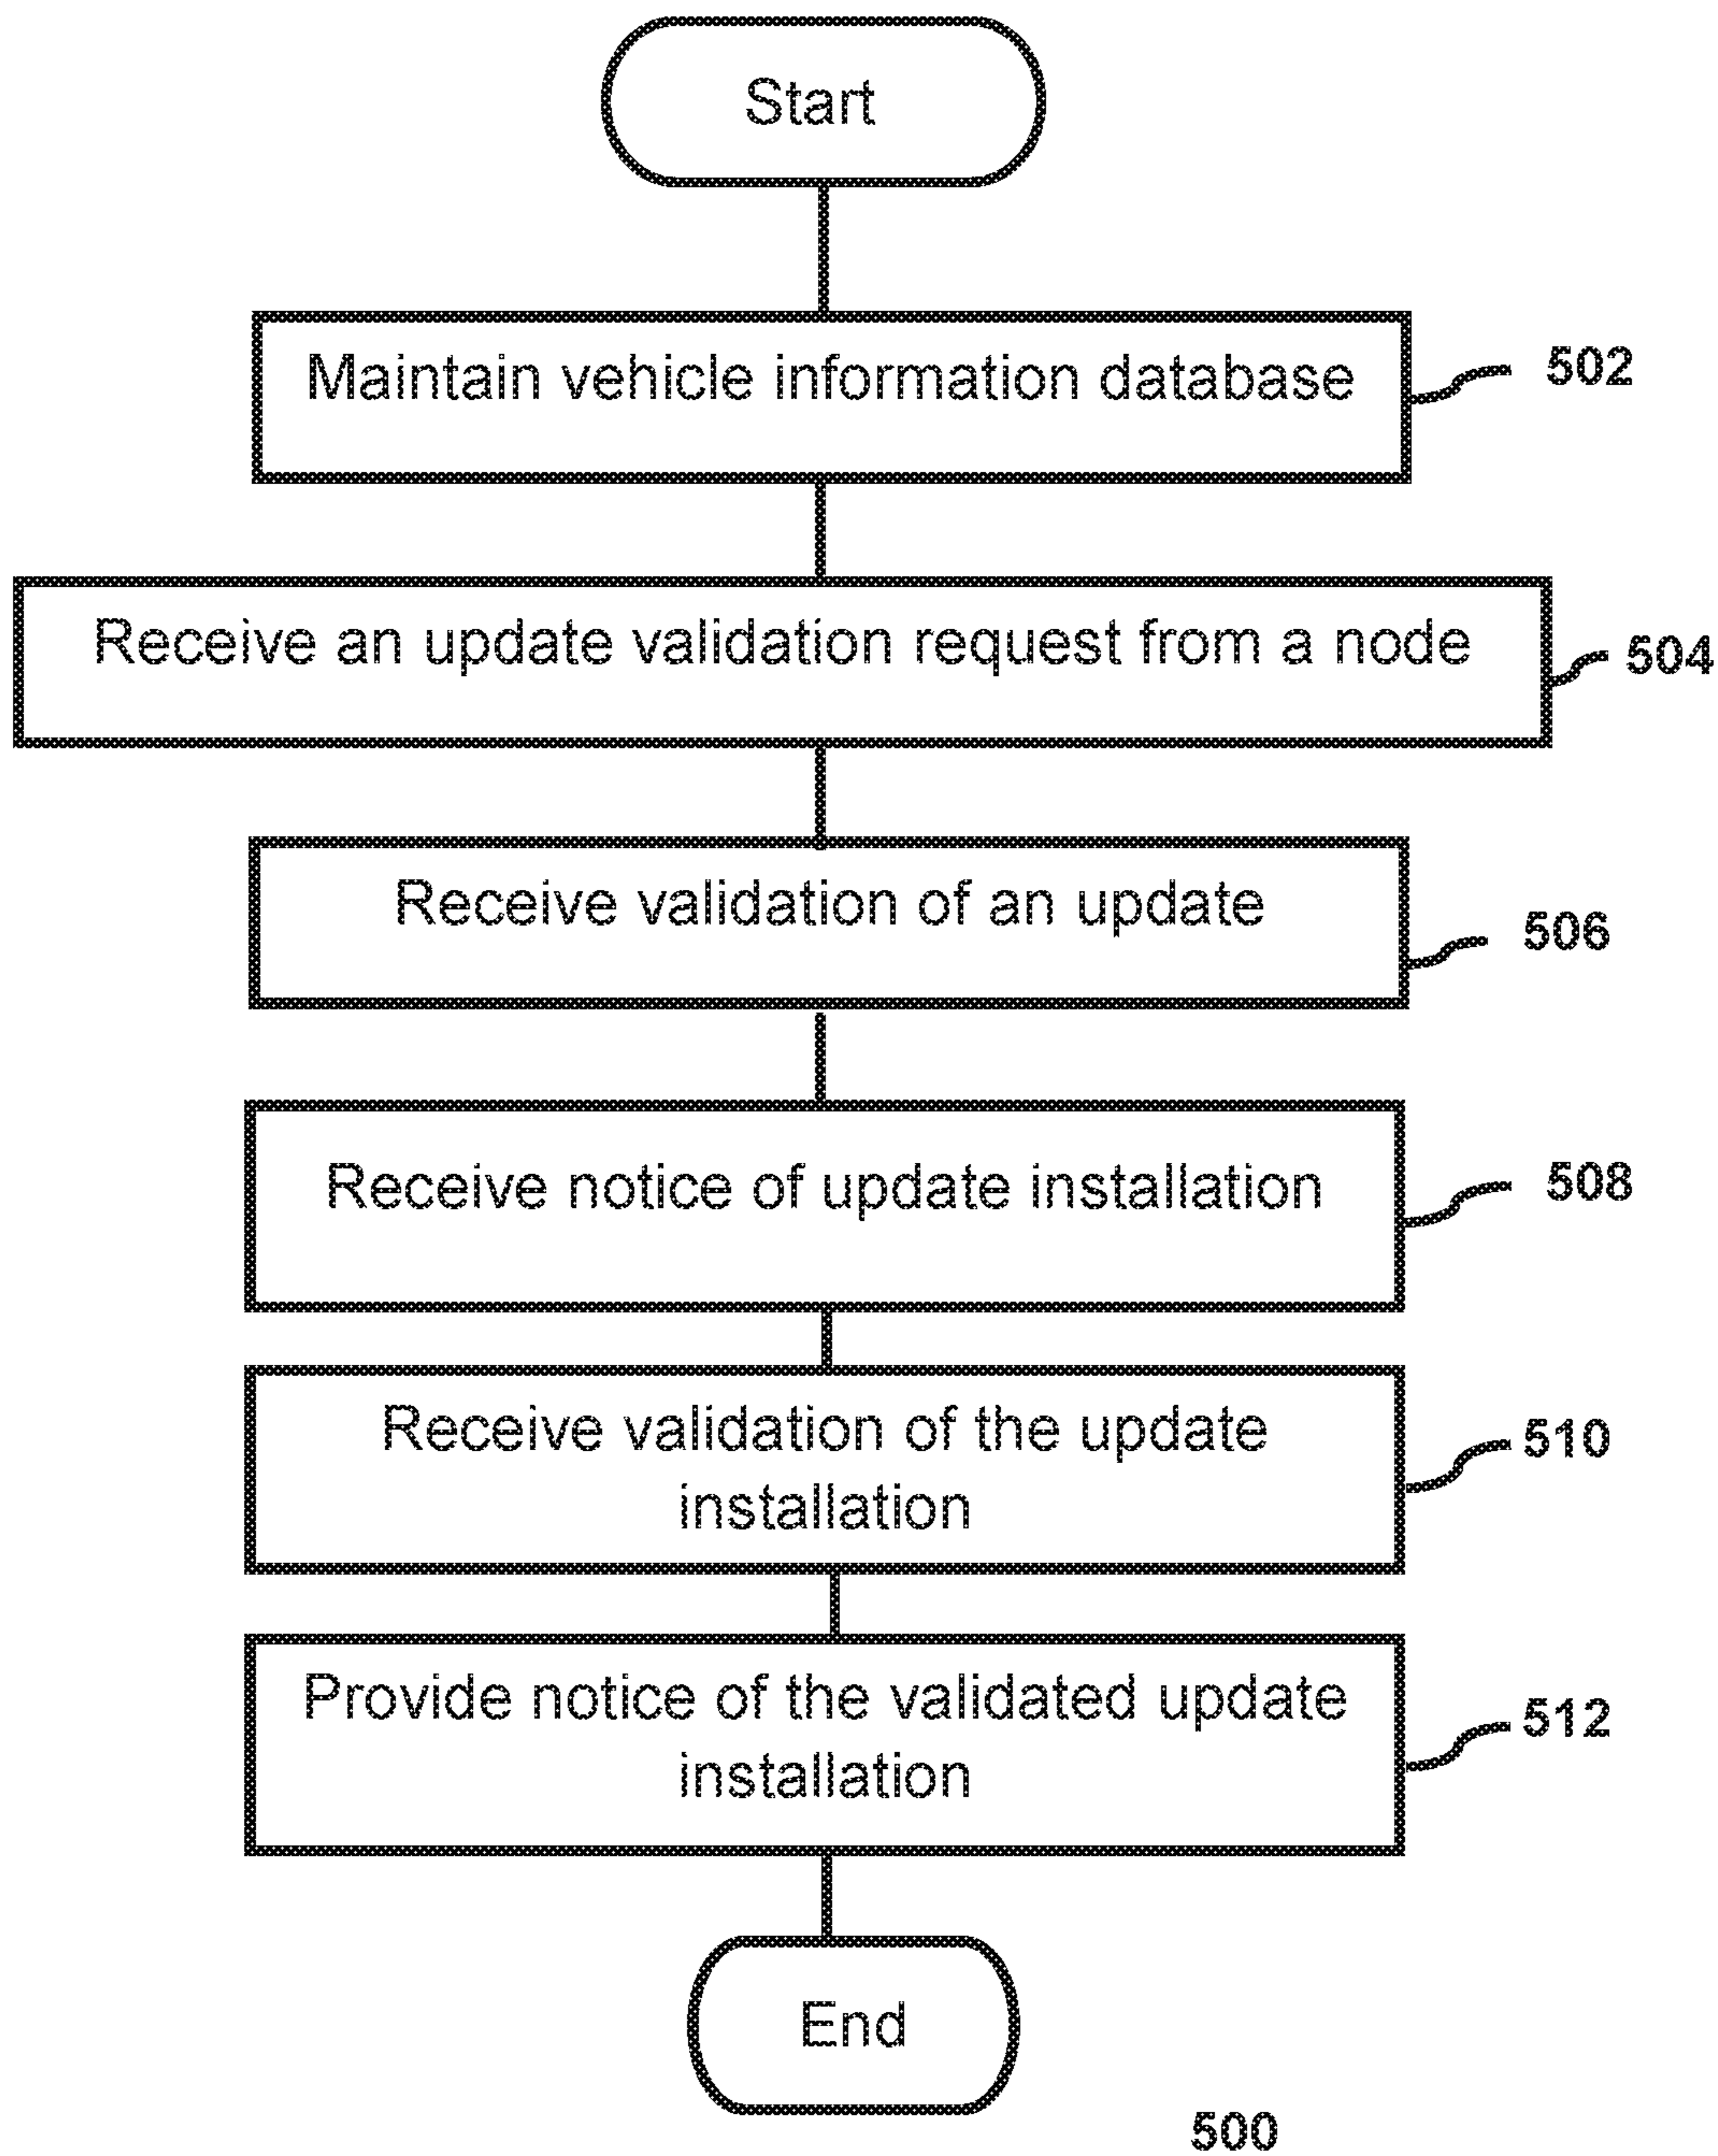 Start
Maintain vehicle information database
502
Receive an update validation request from a node
504
Receive validation of an update
506
Receive notice of update installation
508
Receive validation of the update
installation
510
Provide notice of the validated update
installation
512
End
500